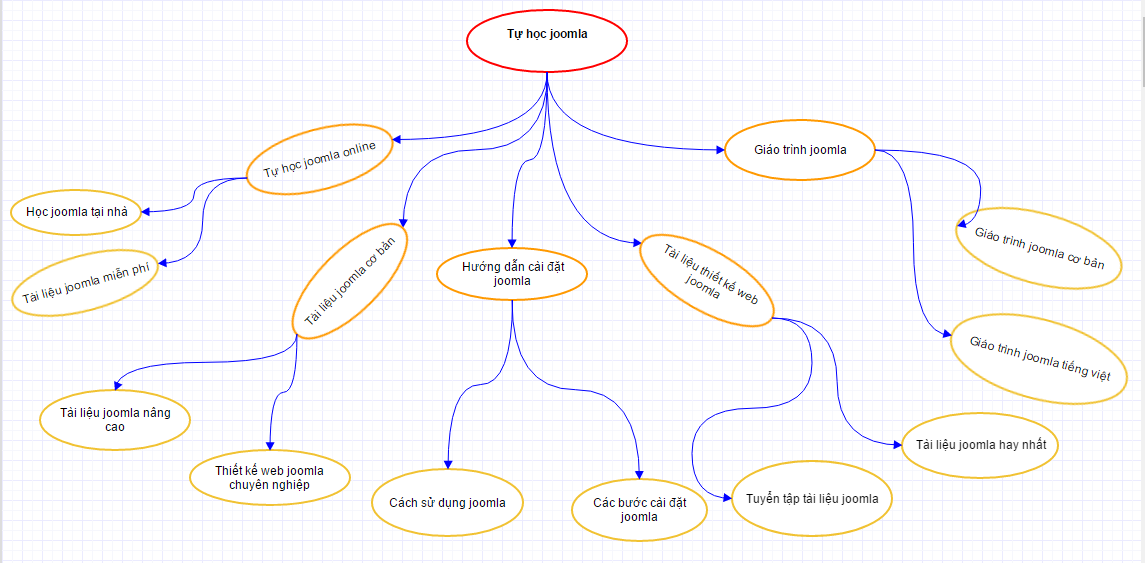 Tự học joomla
Tự học joomla online
Giáo trình joomla
Học joomla tại nhà
Tài liệu joomla miễn phí
Tài liệu joomla cơ bản
Hướng dẫn cài đặt
joomla
Tài liệu thiết kế web
joomla
Giáo trình joomla cơ bản
Giáo trình joomla tiếng việt
Tài liệu joomla nâng
cao
Thiết kế web joomla
chuyên nghiệp
Cách sử dụng joomla
Các bước cài đặt
joomla
Tuyển tập tài liệu joomla
Tài liệu joomla hay nhất